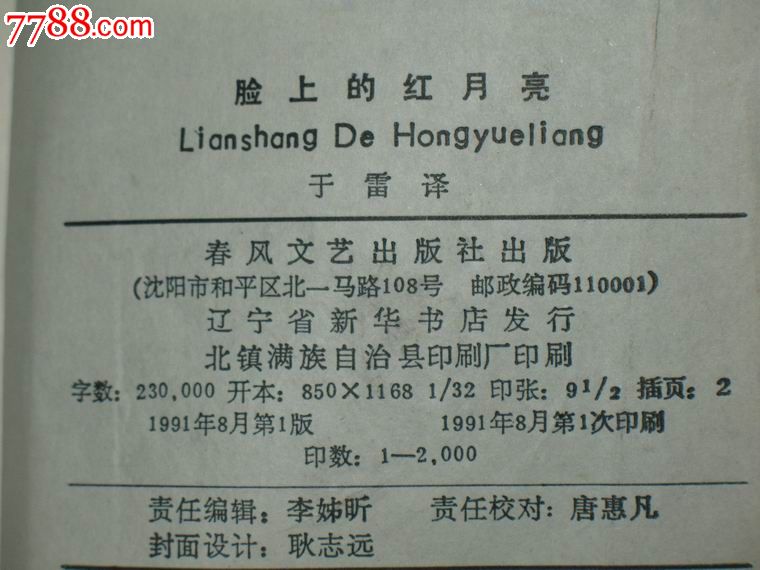 7788.com
脸上的红月亮
Lianshang De Hongyueliang
于雷译
春风文艺出版社出版
(沈阳市和平区北一马路108号 邮政编码110001)
辽宁省新华书店发行
北镇满族自治县印刷厂印刷
字数：230,000 开本：850×1168 1/32 印张：9 1/2 插页：2
1991年8月第1版 1991年8月第1次印刷
印数：1—2,000
责任编辑：李姊昕 责任校对：唐惠凡
封面设计：耿志远